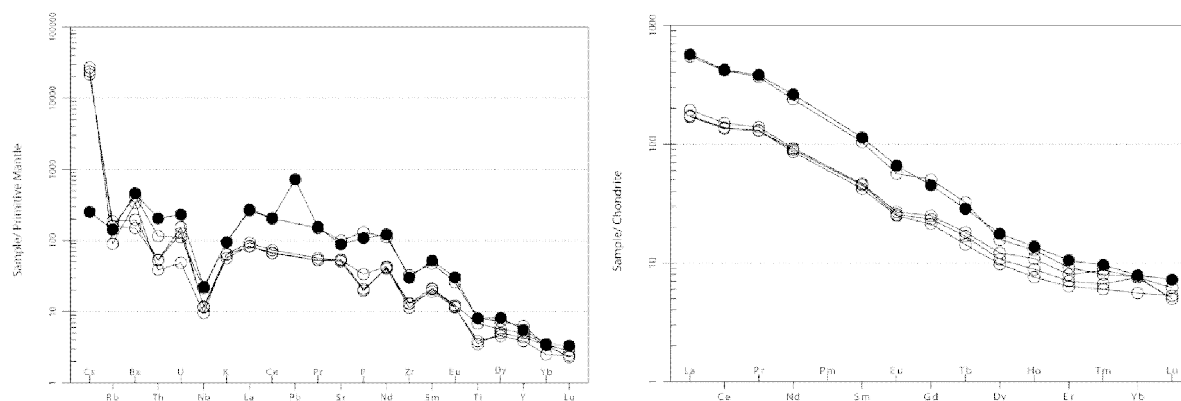 100000
10000
1000
100
10
1
Sample/ Primitive Mantle
Cs Ba U K Ce Pr P Zr Eu Dy Yb
Rb Th Nb La Pb Sr Nd Sm Ti Y Lu
1000
100
10
1
Sample/ Chondrite
La Pr Pm Eu Tb Ho Tm Lu
Ce Nd Sm Gd Dy Er Yb